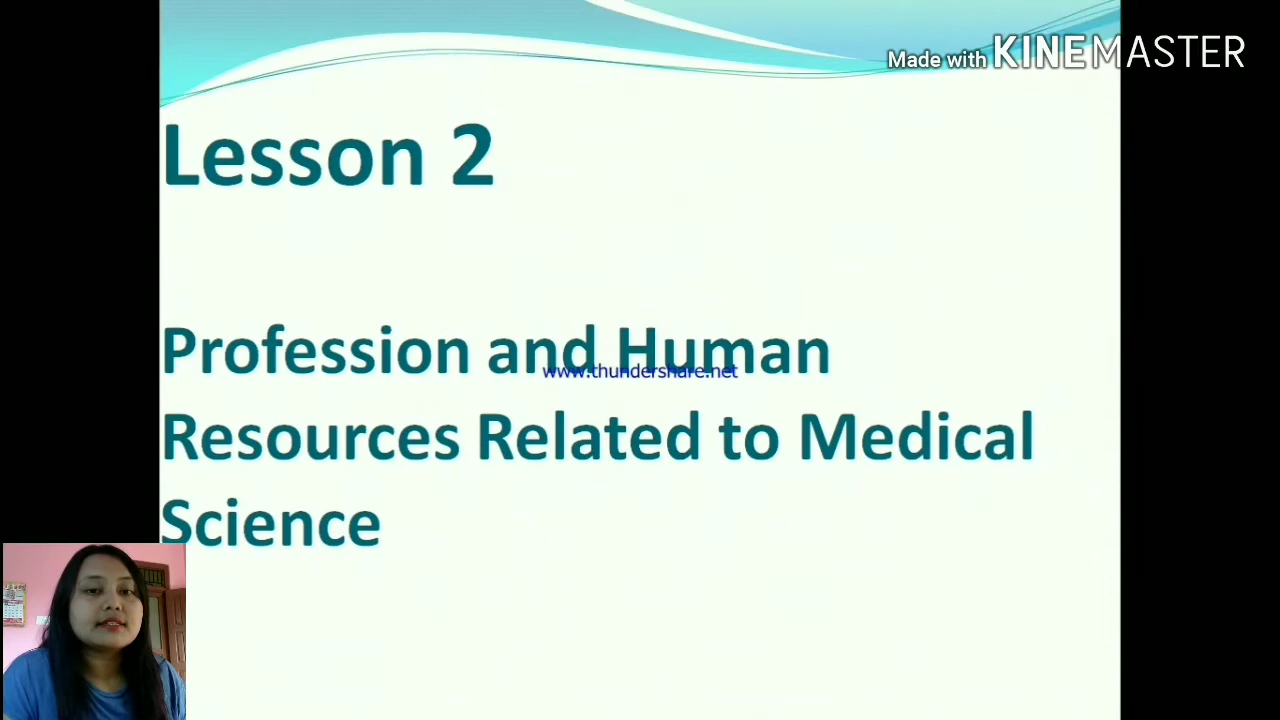 Made with KINEMASTER
Lesson 2
Profession and Human
www.thundershare.net
Resources Related to Medical
Science